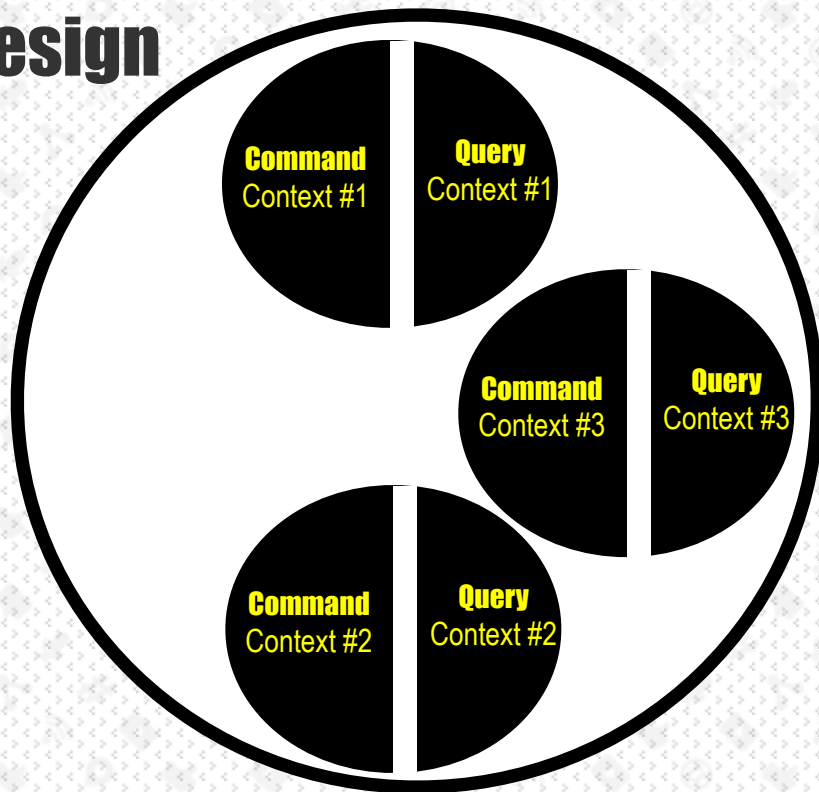 esign
Command
Context #1
Query
Context #1
Command
Context #3
Query
Context #3
Command
Context #2
Query
Context #2